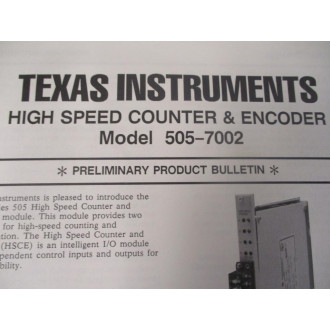 TEXAS INSTRUMENTS
HIGH SPEED COUNTER & ENCODER
Model 505-7002
* PRELIMINARY PRODUCT BULLETIN *
nstruments is pleased to introduce the
es 505 High Speed Counter and
module. This module provides two
for high-speed counting and
tion. The High Speed Counter and
(HSCE) is an intelligent I/O module
ependent control inputs and outputs for
bility.